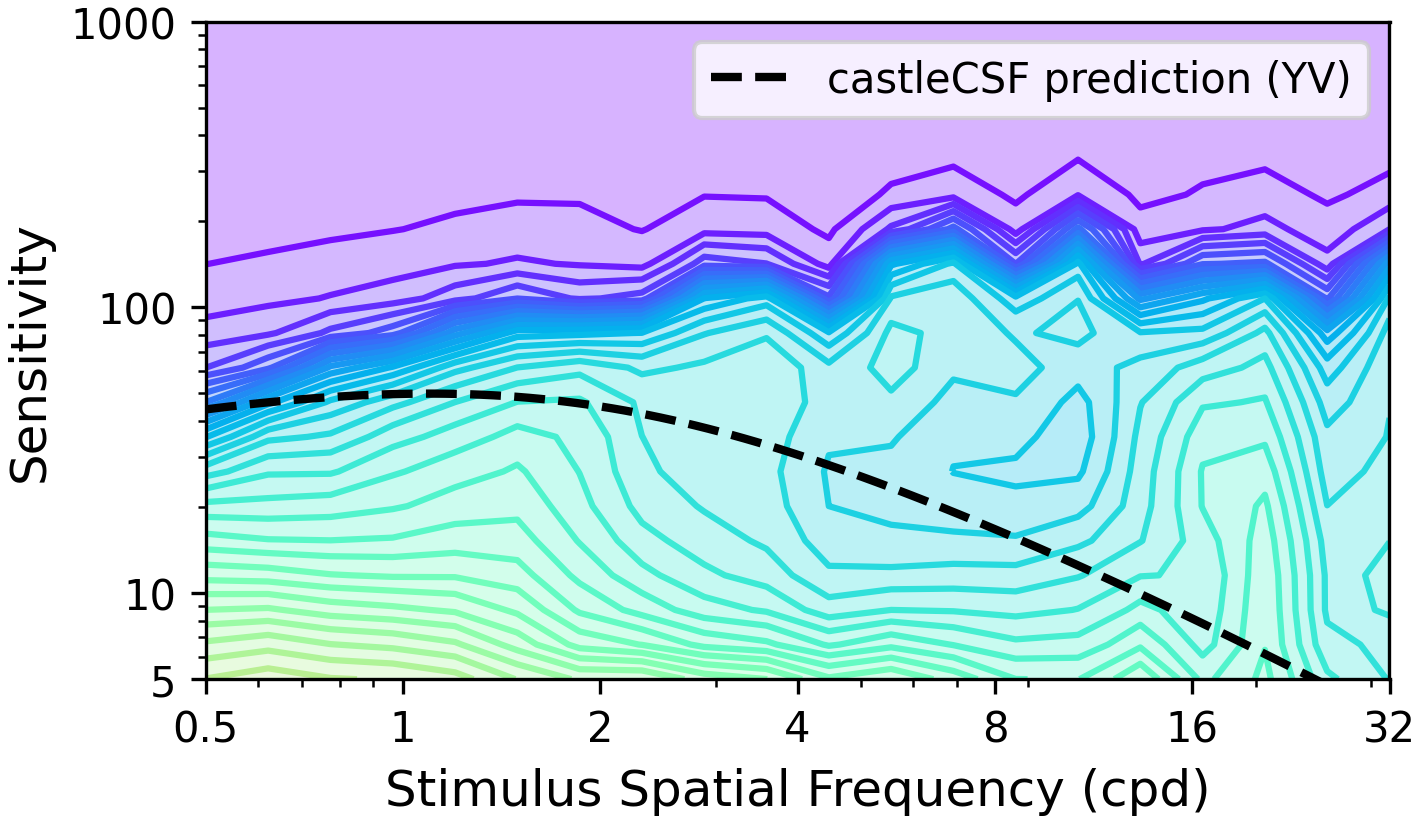 1000
castleCSF prediction (YV)
100
Sensitivity
10
5
0.5 1 2 4 8 16 32
Stimulus Spatial Frequency (cpd)